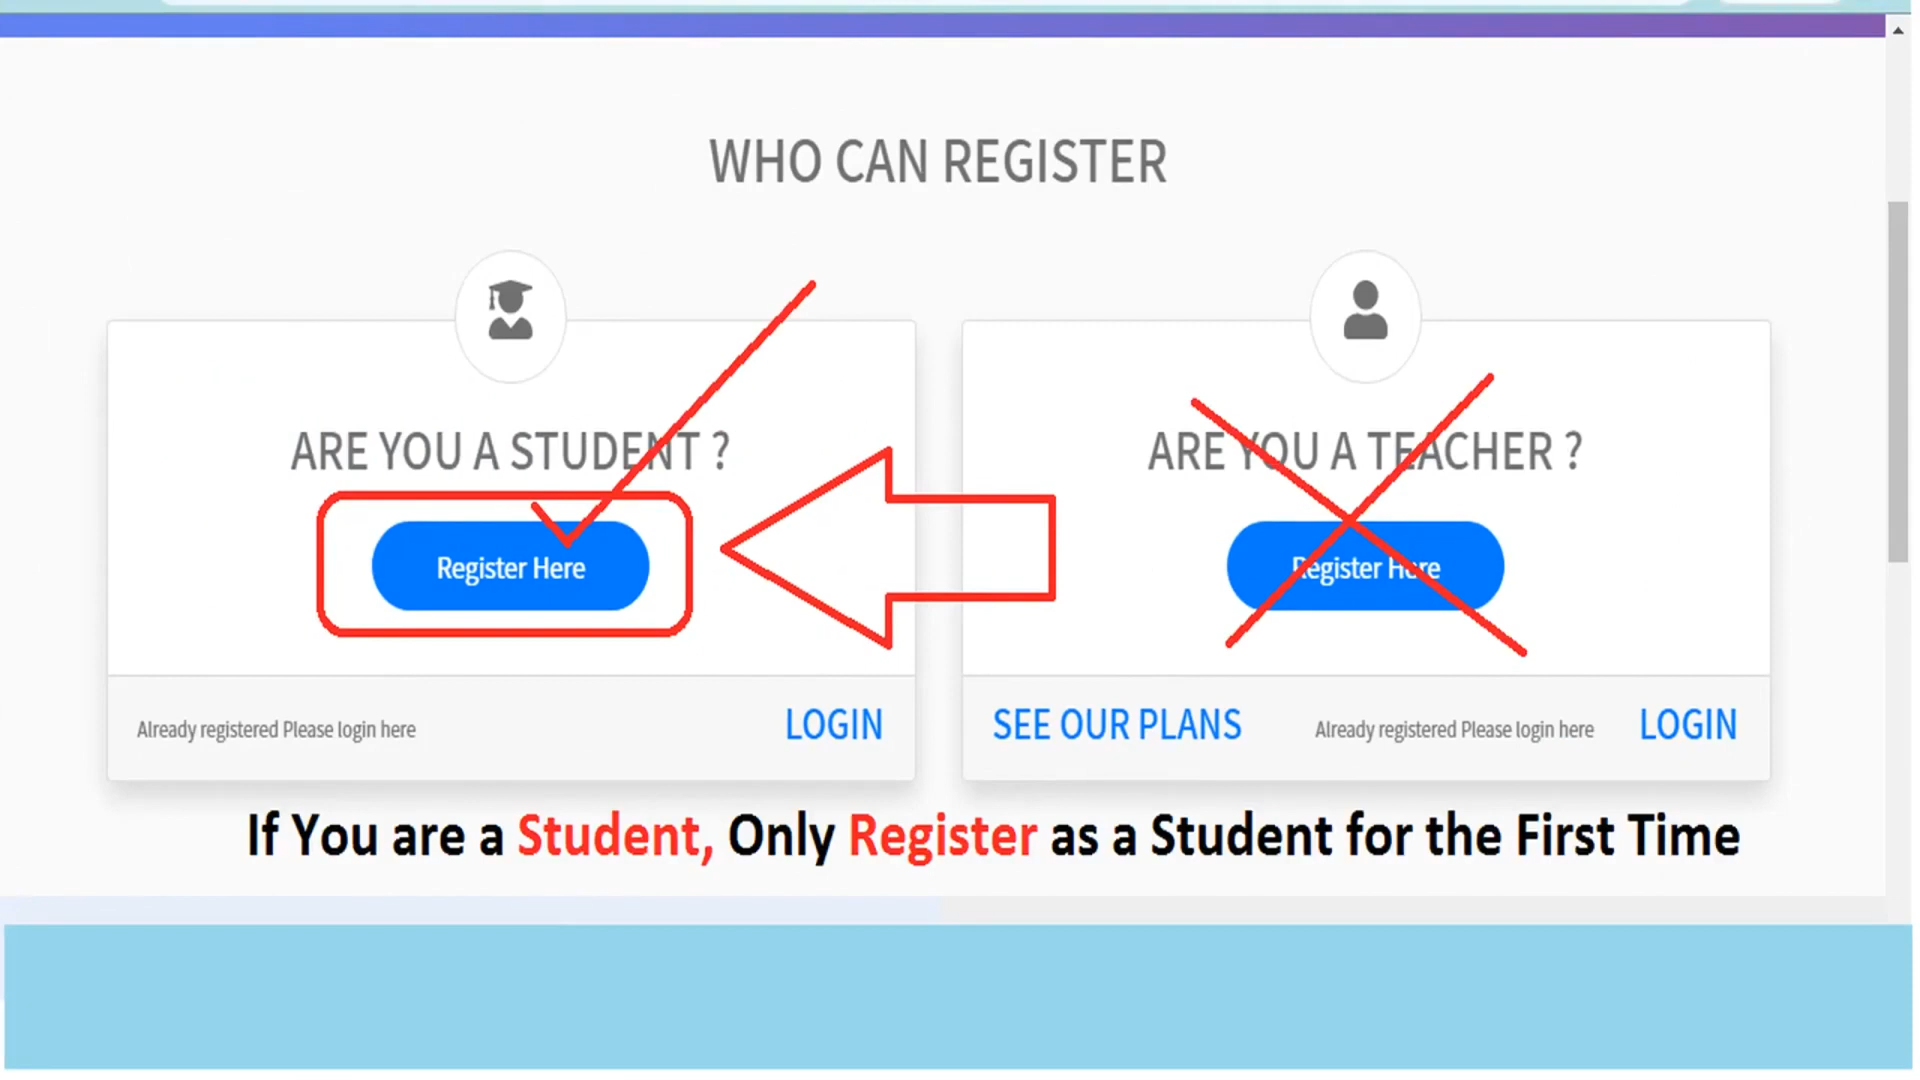 WHO CAN REGISTER
ARE YOU A STUDENT ?
Register Here
Already registered Please login here
LOGIN
ARE YOU A TEACHER ?
Register Here
SEE OUR PLANS
Already registered Please login here
LOGIN
If You are a Student, Only Register as a Student for the First Time